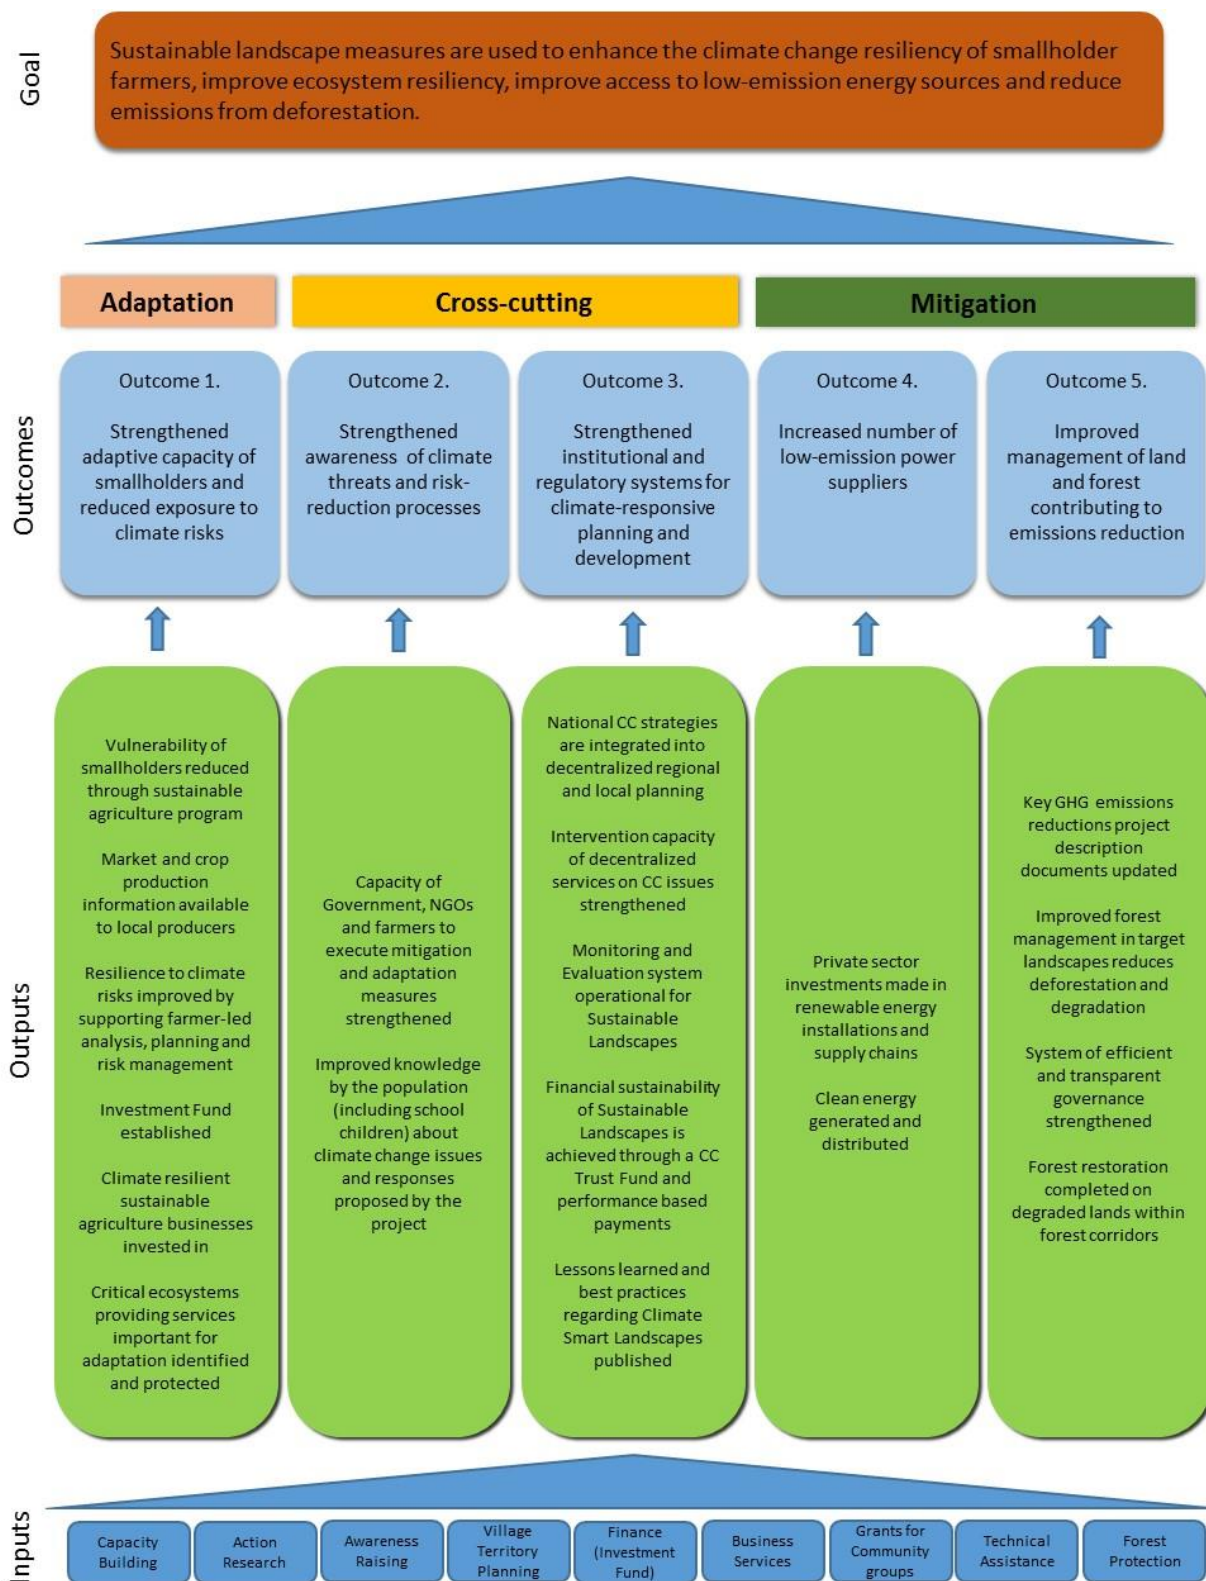 Goal
Sustainable landscape measures are used to enhance the climate change resiliency of smallholder
farmers, improve ecosystem resiliency, improve access to low-emission energy sources and reduce
emissions from deforestation.
Adaptation
Cross-cutting
Mitigation
Outcomes
Outcome 1.
Strengthened
adaptive capacity of
smallholders and
reduced exposure to
climate risks
Outcome 2.
Strengthened
awareness of climate
threats and risk-
reduction processes
Outcome 3.
Strengthened
institutional and
regulatory systems for
climate-responsive
planning and
development
Outcome 4.
Increased number of
low-emission power
suppliers
Outcome 5.
Improved
management of land
and forest
contributing to
emissions reduction
Outputs
Vulnerability of
smallholders reduced
through sustainable
agriculture program
Market and crop
production
information available
to local producers
Resilience to climate
risks improved by
supporting farmer-led
analysis, planning and
risk management
Investment Fund
established
Climate resilient
sustainable
agriculture businesses
invested in
Critical ecosystems
providing services
important for
adaptation identified
and protected
Capacity of
Government, NGOs
and farmers to
execute mitigation
and adaptation
measures
strengthened
Improved knowledge
by the population
(including school
children) about
climate change issues
and responses
proposed by the
project
National CC strategies
are integrated into
decentralized regional
and local planning
Intervention capacity
of decentralized
services on CC issues
strengthened
Monitoring and
Evaluation system
operational for
Sustainable
Landscapes
Financial sustainability
of Sustainable
Landscapes is
achieved through a CC
Trust Fund and
performance based
payments
Lessons learned and
best practices
regarding Climate
Smart Landscapes
published
Private sector
investments made in
renewable energy
installations and
supply chains
Clean energy
generated and
distributed
Key GHG emissions
reductions project
description
documents updated
Improved forest
management in target
landscapes reduces
deforestation and
degradation
System of efficient
and transparent
governance
strengthened
Forest restoration
completed on
degraded lands within
forest corridors
Inputs
Capacity
Building
Action
Research
Awareness
Raising
Village
Territory
Planning
Finance
(Investment
Fund)
Business
Services
Grants for
Community
groups
Technical
Assistance
Forest
Protection